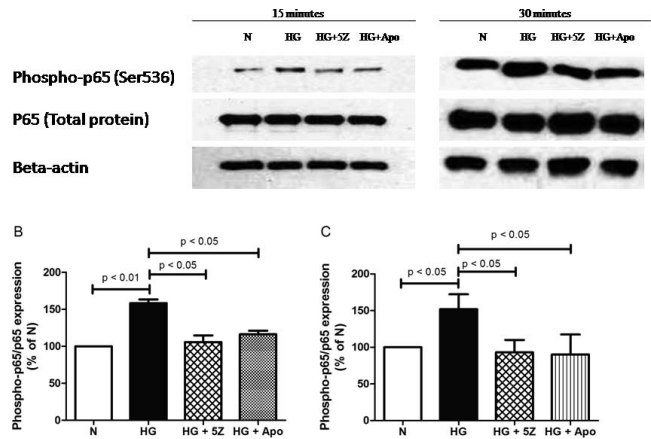 15 minutes
30 minutes
N HG HG+5Z HG+Apo
N HG HG+5Z HG+Apo
Phospho-p65 (Ser536)
P65 (Total protein)
Beta-actin
B
p < 0.05
p < 0.01
p < 0.05
Phospho-p65/p65 expression
(% of N)
200
150
100
50
0
N HG HG + 5Z HG + Apo
C
p < 0.05
p < 0.05
p < 0.05
Phospho-p65/p65 expression
(% of N)
200
150
100
50
0
N HG HG + 5Z HG + Apo